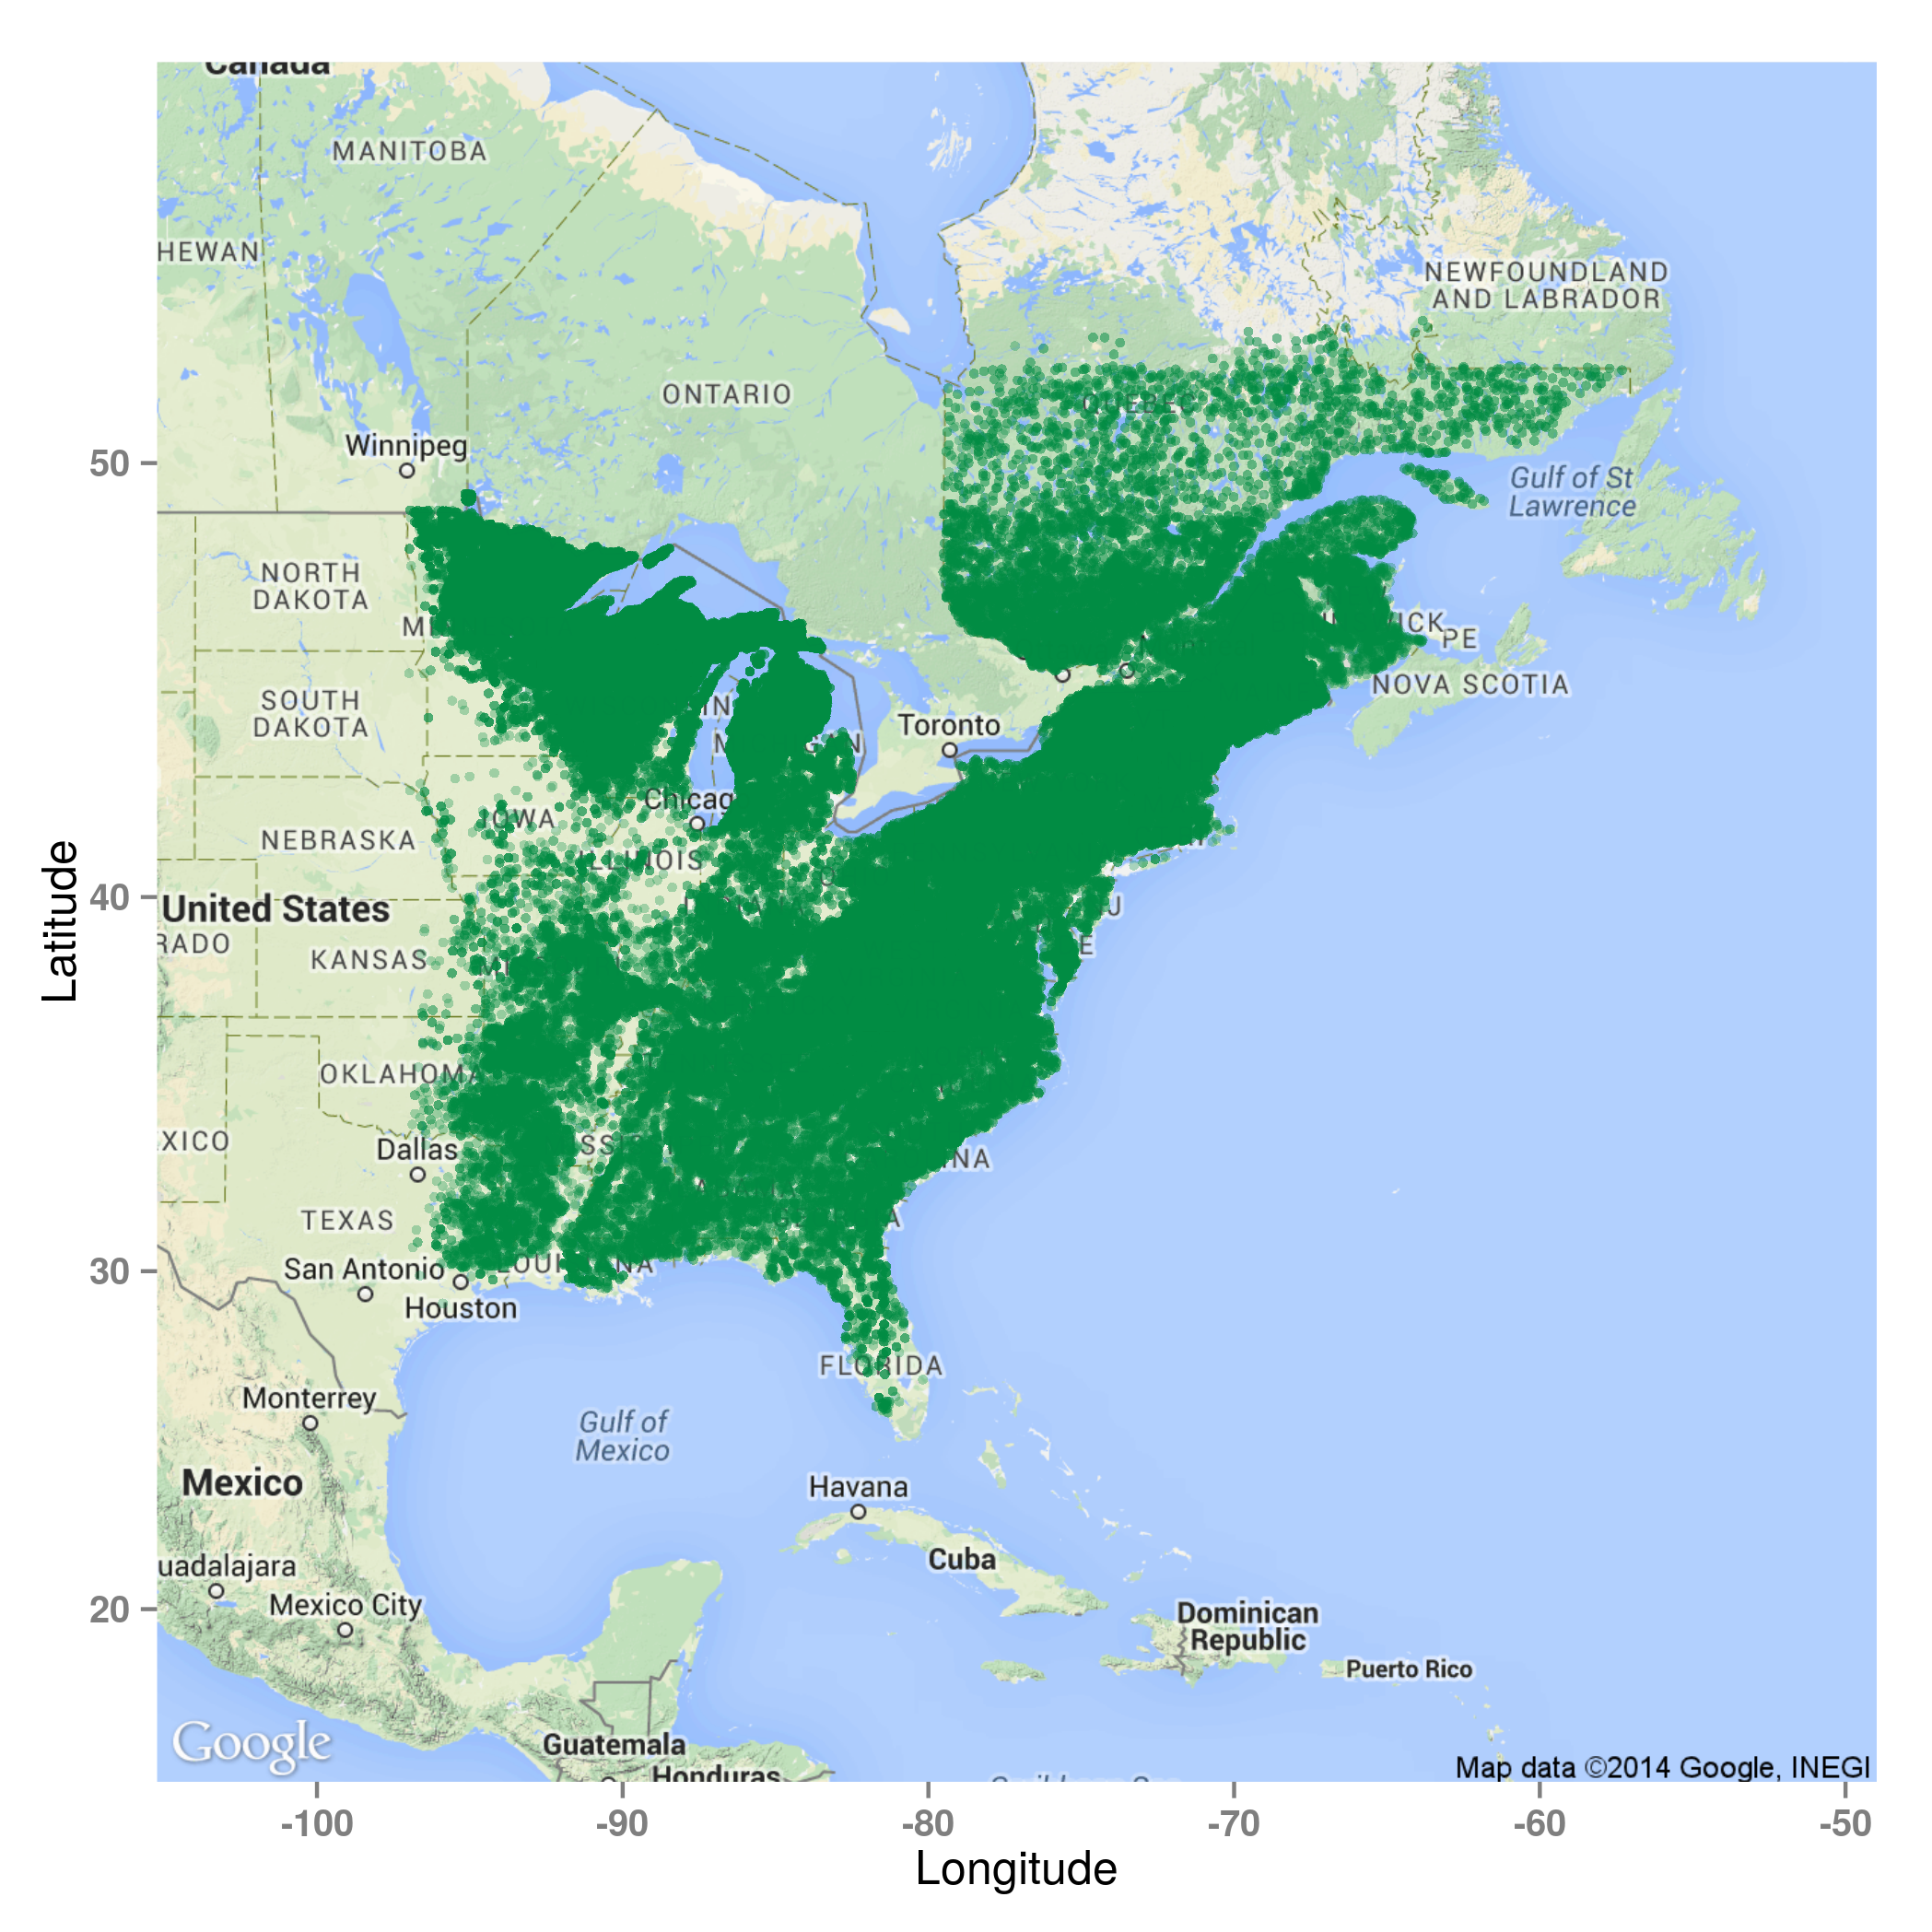 Canada
MANITOBA
HEWAN
NEWFOUNDLAND
AND LABRADOR
ONTARIO
QUEBEC
Winnipeg
50
Gulf of St
Lawrence
NORTH
DAKOTA
ICK
PE
NOVA SCOTIA
SOUTH
DAKOTA
Toronto
Chicag
IOWA
NEBRASKA
ILLINOIS
40
United States
RADO
KANSAS
OKLAHOMA
XICO
Dallas
INA
TEXAS
30
San Antonio
Houston
FLORIDA
Monterrey
Gulf of
Mexico
Mexico
Havana
Cuba
uadalajara
Mexico City
20
Dominican
Republic
Puerto Rico
Google
Guatemala
Honduras
Map data ©2014 Google, INEGI
-100
-90
-80
-70
-60
-50
Longitude
Latitude